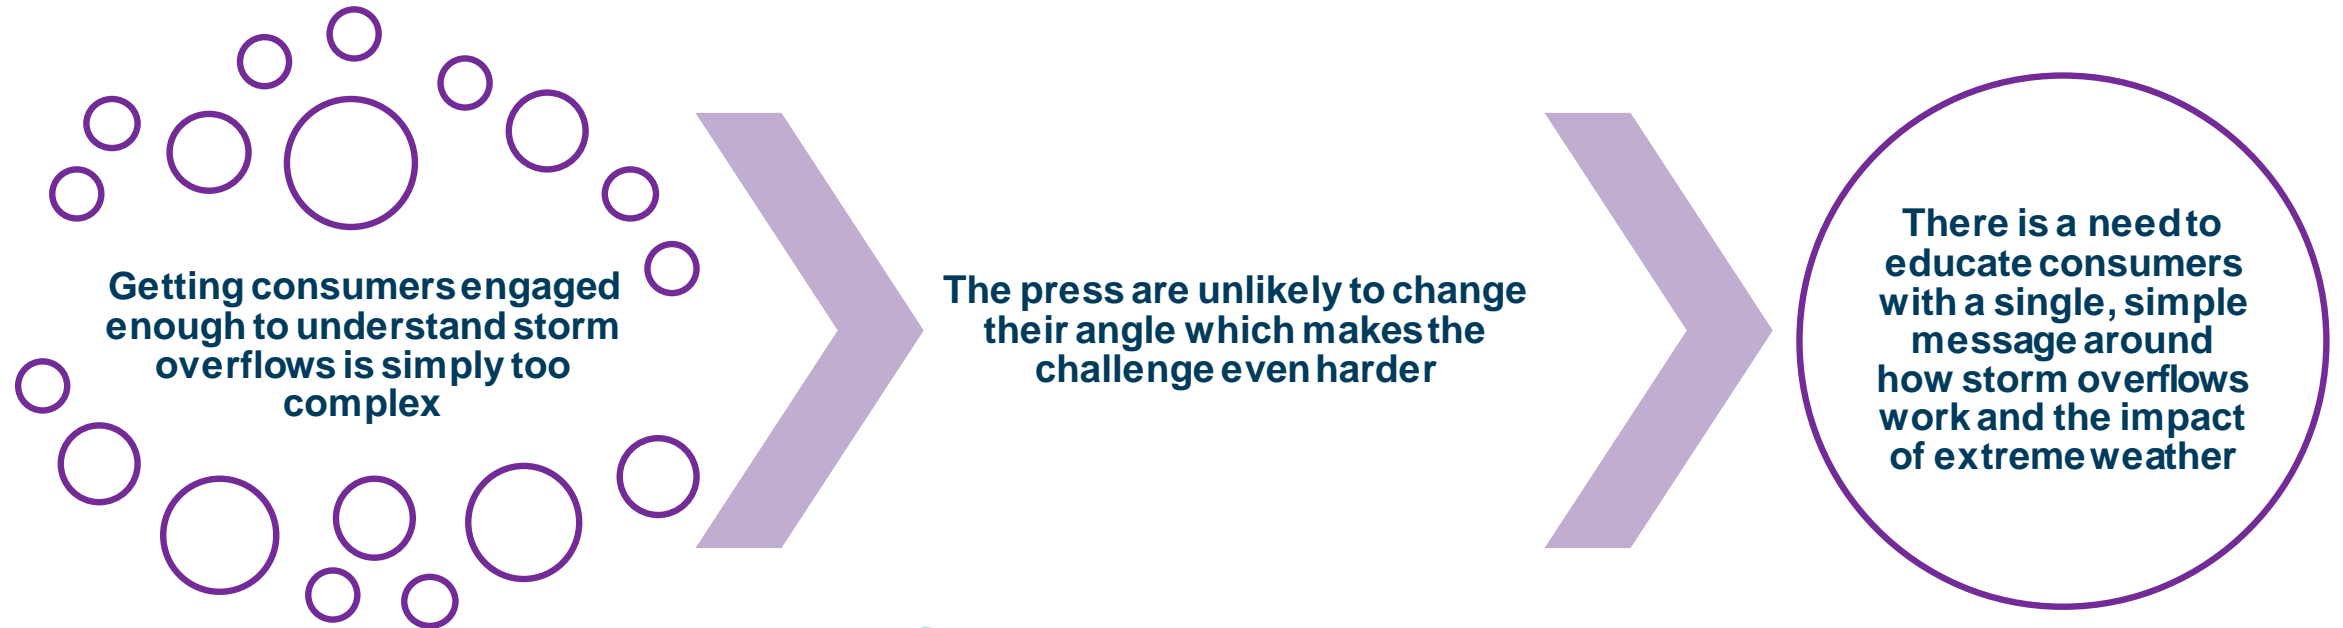 Getting consumers engaged
enough to understand storm
overflows is simply too
complex
The press are unlikely to change
their angle which makes the
challenge even harder
There is a need to
educate consumers
with a single, simple
message around
how storm overflows
work and the impact
of extreme weather